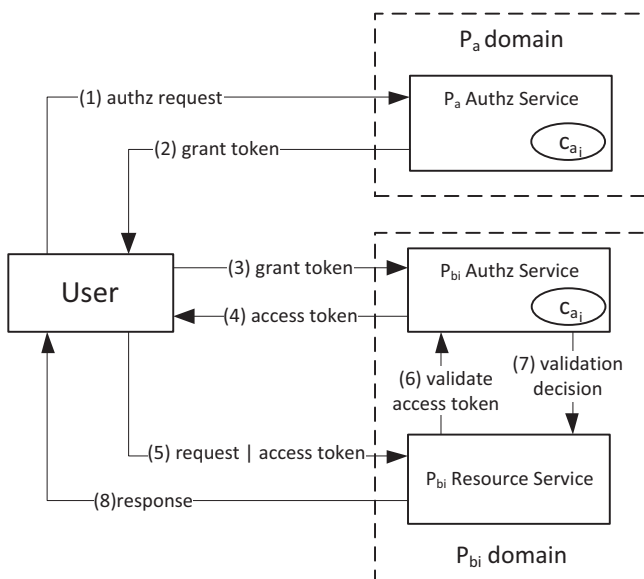 Pa domain
(1) authz request
Pa Authz Service
cai
(2) grant token
User
(3) grant token
Pbi Authz Service
cai
(4) access token
(6) validate
access token
(7) validation
decision
(5) request | access token
Pbi Resource Service
(8)response
Pbi domain